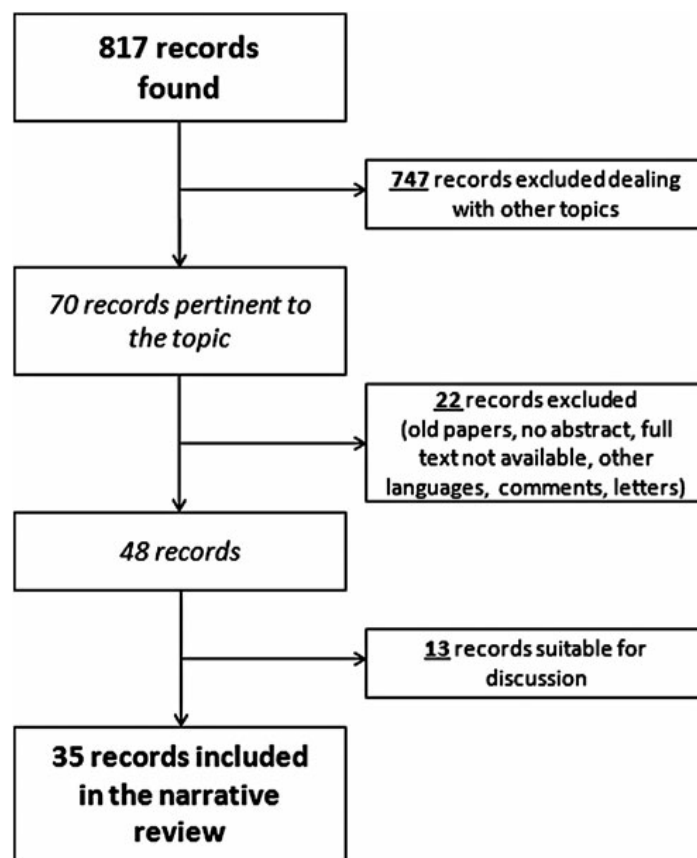 817 records
found
747 records excluded dealing
with other topics
70 records pertinent to
the topic
22 records excluded
(old papers, no abstract, full
text not available, other
languages, comments, letters)
48 records
13 records suitable for
discussion
35 records included
in the narrative
review